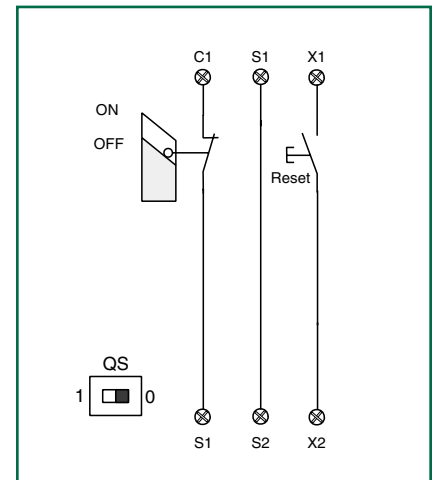 C1 S1 X1
ON
OFF
Reset
QS
1 0
S1 S2 X2